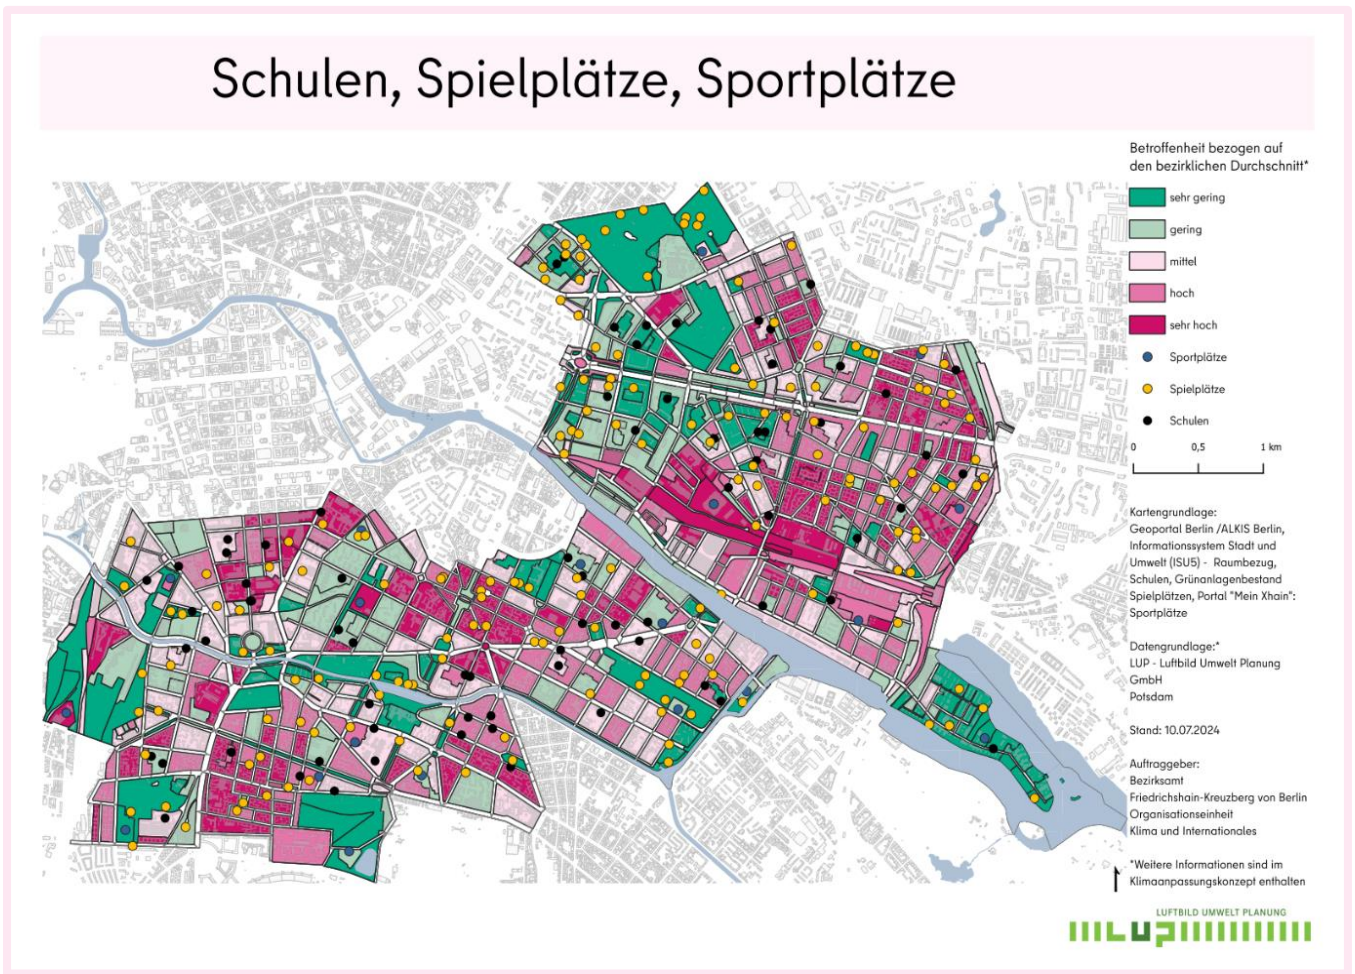 Schulen, Spielplätze, Sportplätze
Betroffenheit bezogen auf
den bezirklichen Durchschnitt*
sehr gering
gering
mittel
hoch
sehr hoch
Sportplätze
Spielplätze
Schulen
0 0,5 1 km
Kartengrundlage:
Geoportal Berlin /ALKIS Berlin,
Informationssystem Stadt und
Umwelt (ISU5) - Raumbezug,
Schulen, Grünanlagenbestand
Spielplätzen, Portal "Mein Xhain":
Sportplätze
Datengrundlage:*
LUP - Luftbild Umwelt Planung
GmbH
Potsdam
Stand: 10.07.2024
Auftraggeber:
Bezirksamt
Friedrichshain-Kreuzberg von Berlin
Organisationseinheit
Klima und Internationales
*Weitere Informationen sind im
Klimaanpassungskonzept enthalten
LUFTBILD UMWELT PLANUNG
LUP